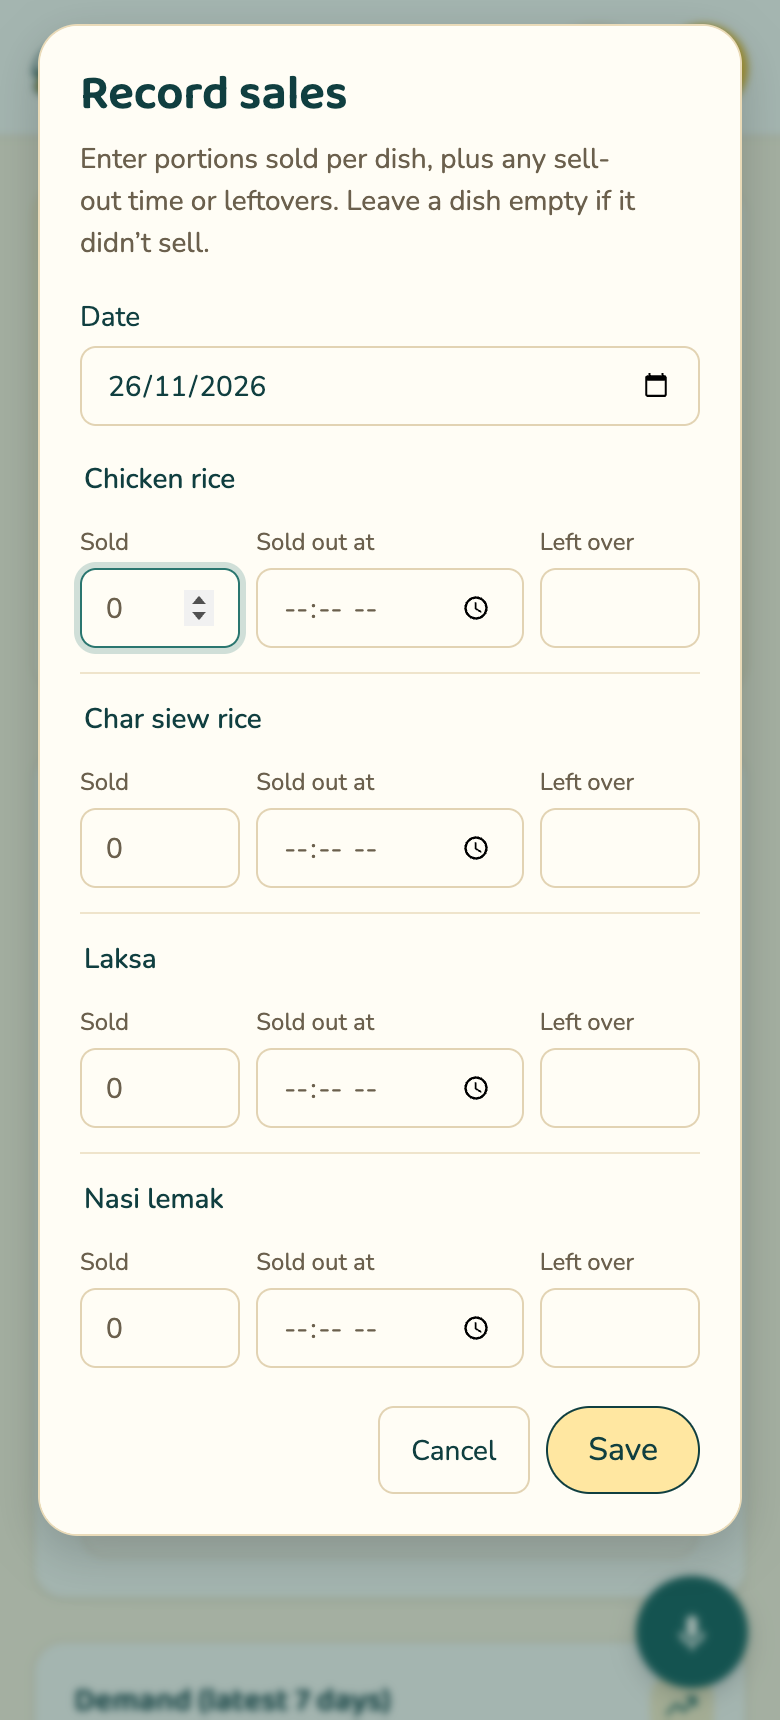 Record sales
Enter portions sold per dish, plus any sell-
out time or leftovers. Leave a dish empty if it
didn’t sell.
Date
26/11/2026
Chicken rice
Sold Sold out at Left over
0 --:-- --
Char siew rice
Sold Sold out at Left over
0 --:-- --
Laksa
Sold Sold out at Left over
0 --:-- --
Nasi lemak
Sold Sold out at Left over
0 --:-- --
Cancel Save
Demand (latest 7 days)